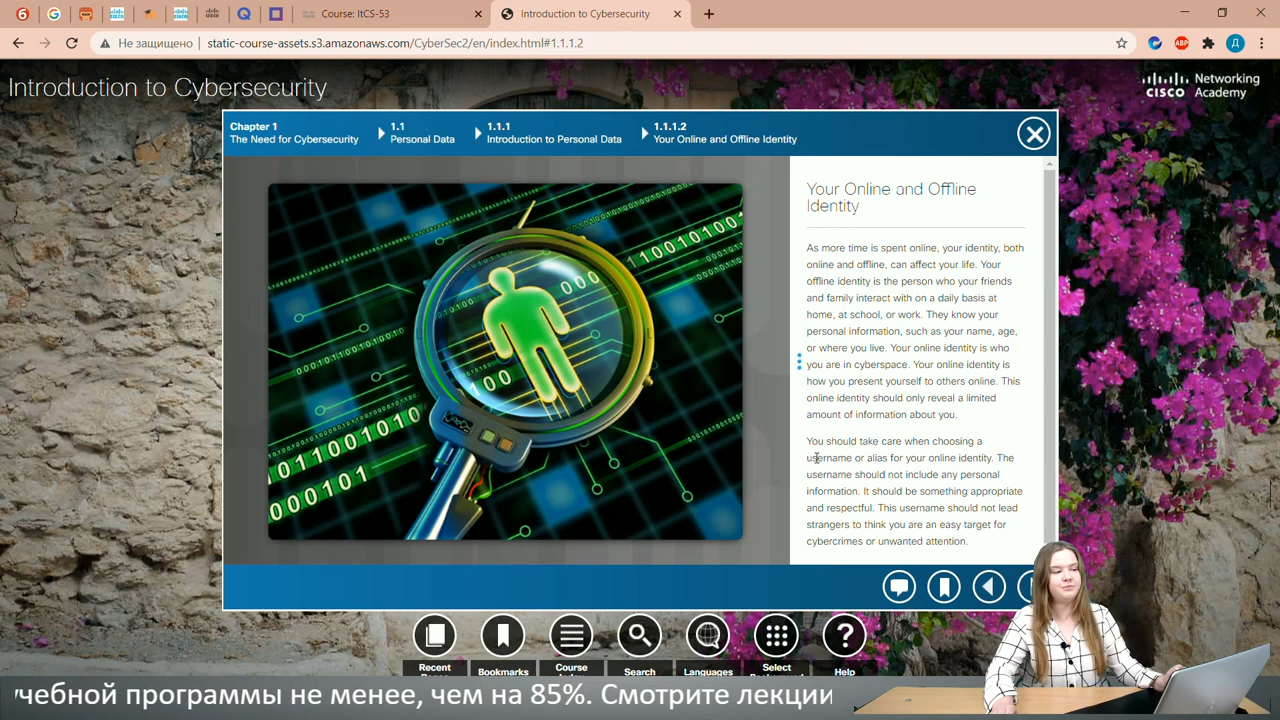 Course: ItCS-53
Introduction to Cybersecurity
Не защищено
static-course-assets.s3.amazonaws.com/CyberSec2/en/index.html#1.1.1.2
ABP
Д
Introduction to Cybersecurity
CISCO
Networking
Academy
Chapter 1
The Need for Cybersecurity
1.1
Personal Data
1.1.1
Introduction to Personal Data
1.1.1.2
Your Online and Offline Identity
Your Online and Offline
Identity
As more time is spent online, your identity, both
online and offline, can affect your life. Your
offline identity is the person who your friends
and family interact with on a daily basis at
home, at school, or work. They know your
personal information, such as your name, age,
or where you live. Your online identity is who
you are in cyberspace. Your online identity is
how you present yourself to others online. This
online identity should only reveal a limited
amount of information about you.
You should take care when choosing a
username or alias for your online identity. The
username should not include any personal
information. It should be something appropriate
and respectful. This username should not lead
strangers to think you are an easy target for
cybercrimes or unwanted attention.
Recent
Bookmarks
Course
Search
Languages
Select
Help
чебной программы не менее, чем на 85%. Смотрите лекции